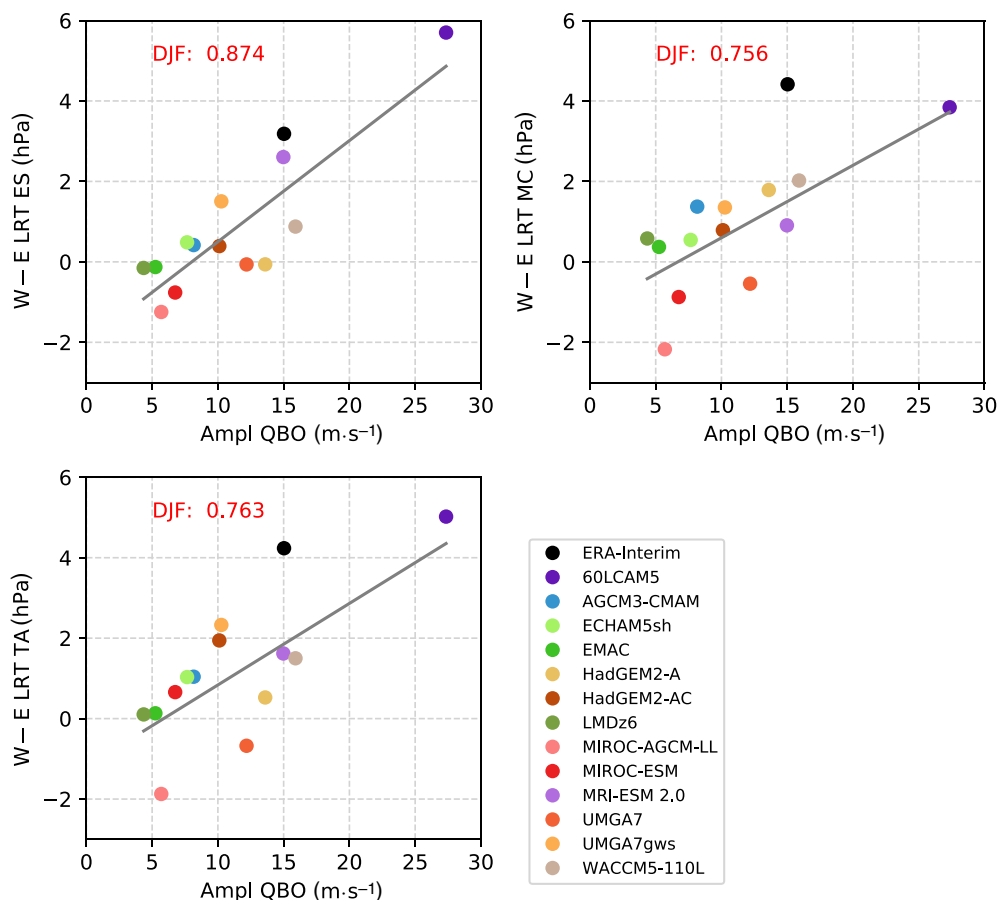 6
4
2
0
−2
W − E LRT ES (hPa)
DJF: 0.874
0 5 10 15 20 25 30
Ampl QBO (m·s⁻¹)
6
4
2
0
−2
W − E LRT MC (hPa)
DJF: 0.756
0 5 10 15 20 25 30
Ampl QBO (m·s⁻¹)
6
4
2
0
−2
W − E LRT TA (hPa)
DJF: 0.763
0 5 10 15 20 25 30
Ampl QBO (m·s⁻¹)
ERA-Interim
60LCAM5
AGCM3-CMAM
ECHAM5sh
EMAC
HadGEM2-A
HadGEM2-AC
LMDz6
MIROC-AGCM-LL
MIROC-ESM
MRI-ESM 2.0
UMGA7
UMGA7gws
WACCM5-110L